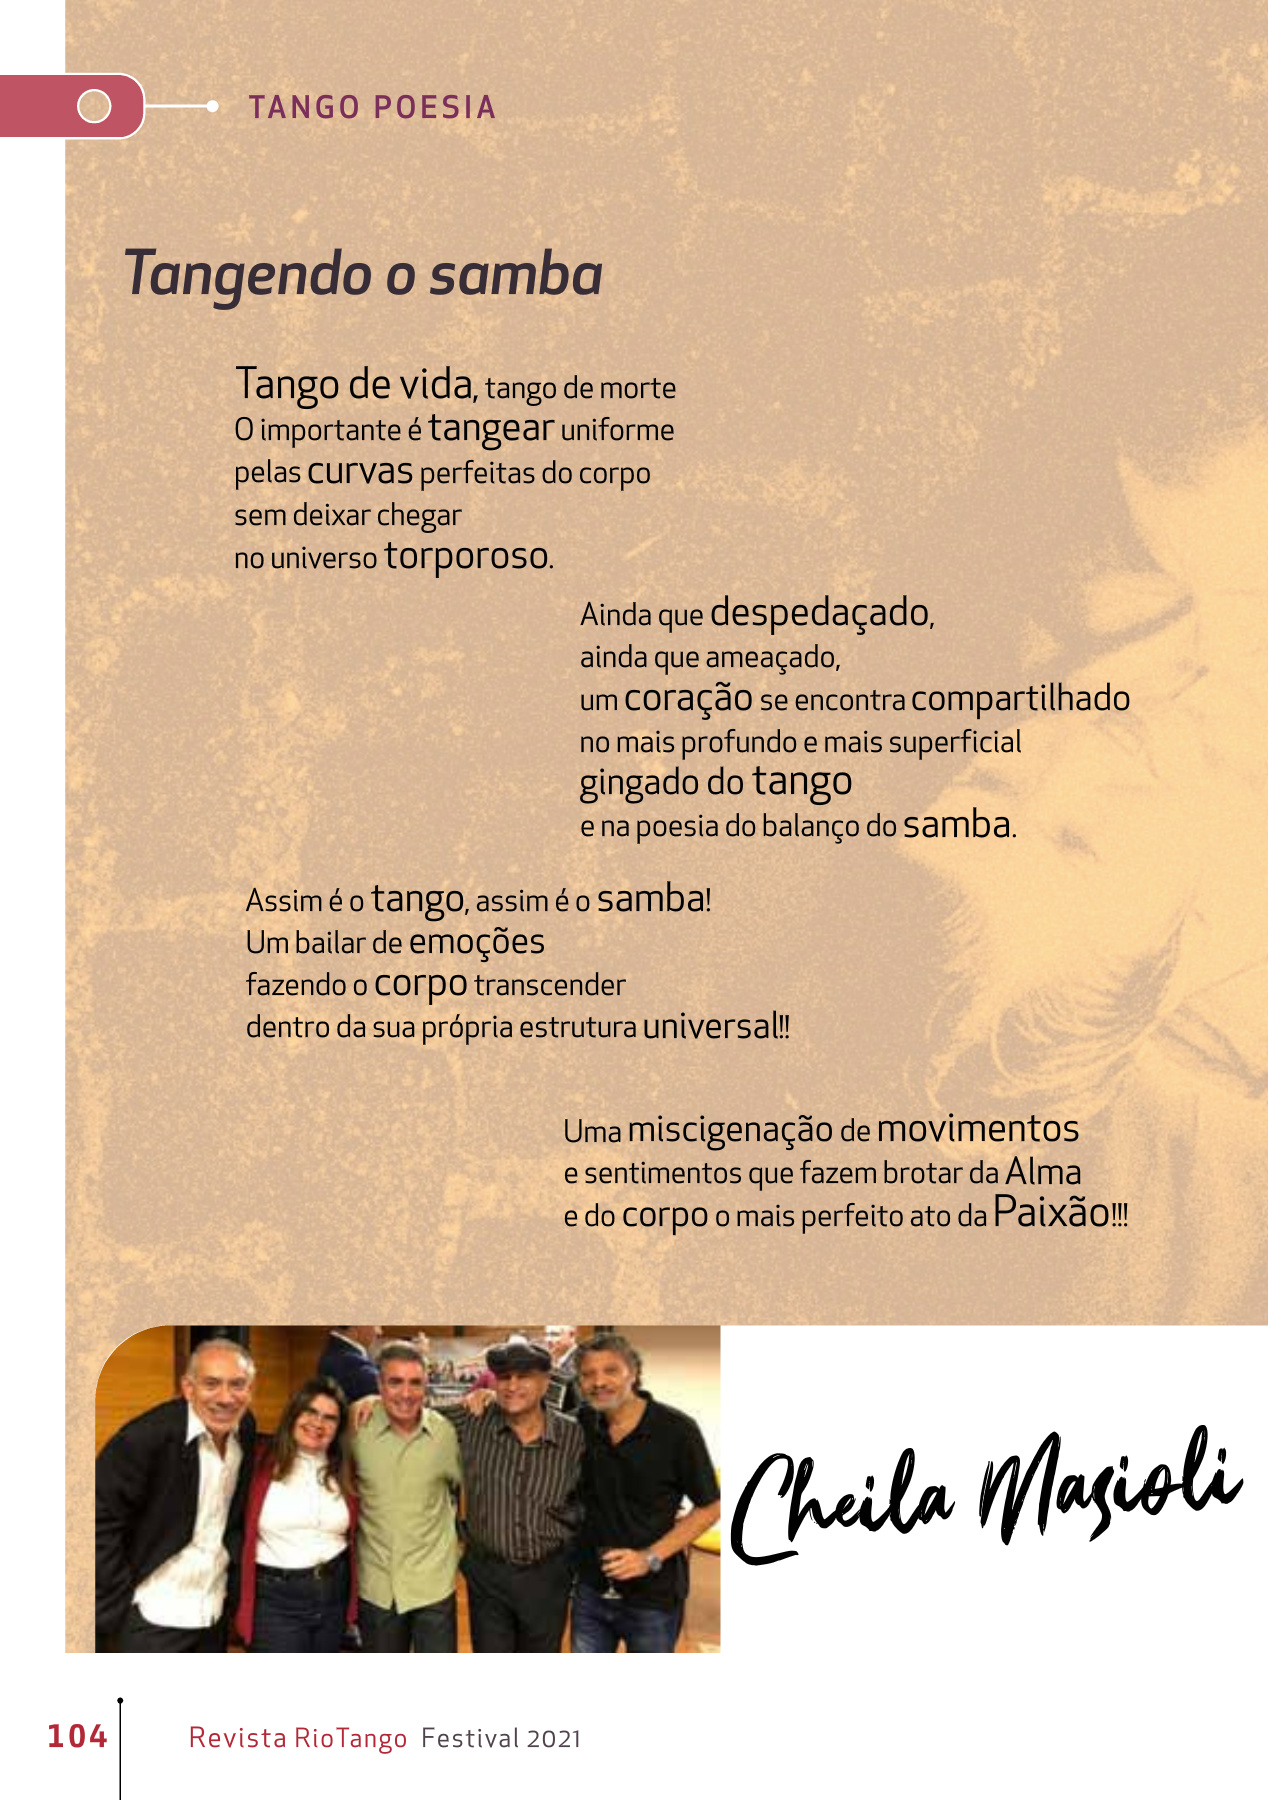 TANGO POESIA
Tangendo o samba
Tango de vida, tango de morte
O importante é tangear uniforme
pelas curvas perfeitas do corpo
sem deixar chegar
no universo torporoso.
Ainda que despedaçado,
ainda que ameaçado,
um coração se encontra compartilhado
no mais profundo e mais superficial
gingado do tango
e na poesia do balanço do samba.
Assim é o tango, assim é o samba!
Um bailar de emoções
fazendo o corpo transcender
dentro da sua própria estrutura universal!!
Uma miscigenação de movimentos
e sentimentos que fazem brotar da Alma
e do corpo o mais perfeito ato da Paixão!!!
Cheila Masioli
104
Revista RioTango Festival 2021